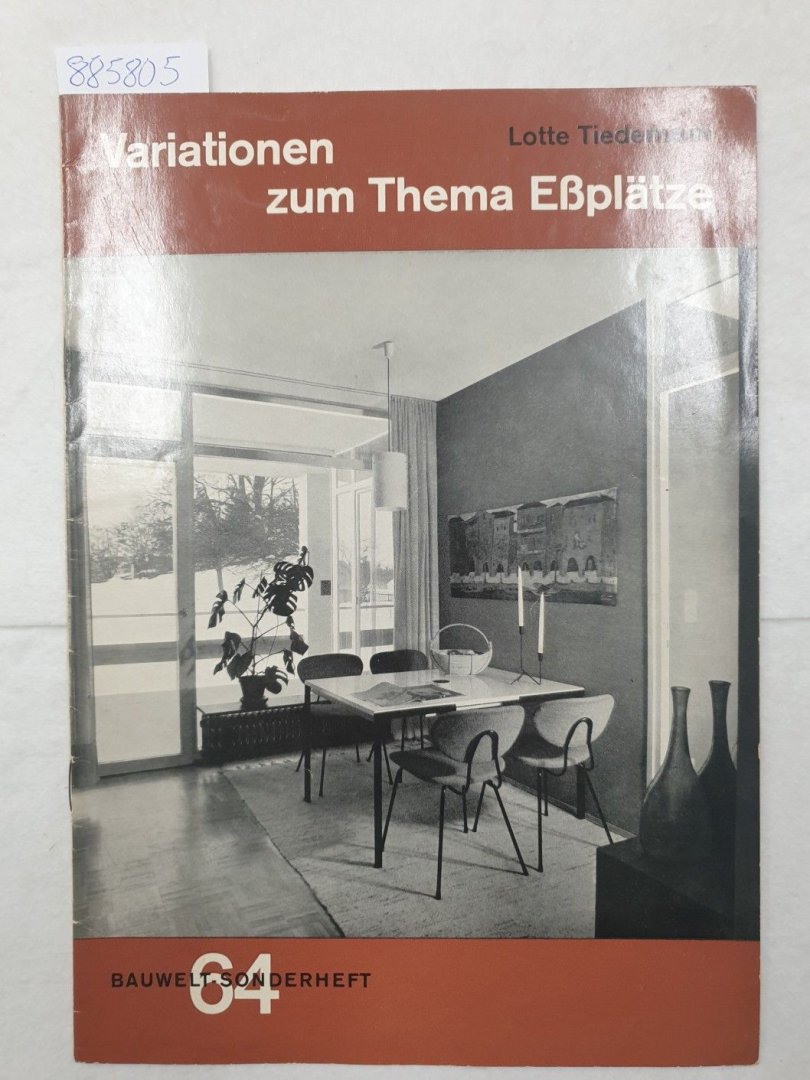 885805
Lotte Tiedemann
Variationen
zum Thema Eßplätze
BAUWELT-SONDERHEFT
64